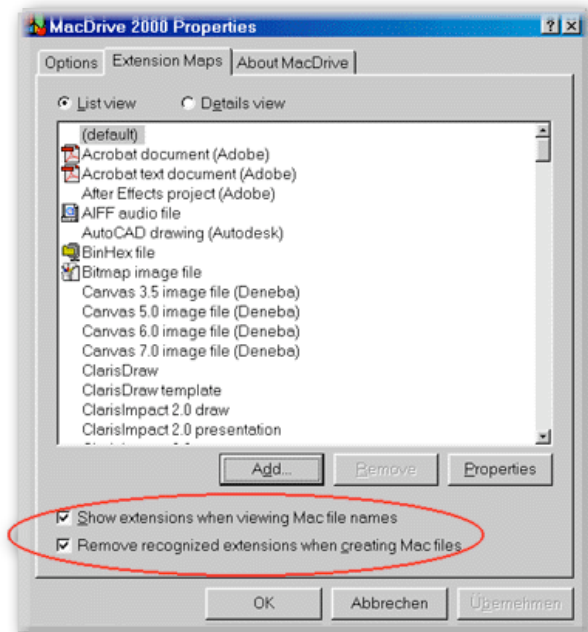 MacDrive 2000 Properties
Options Extension Maps About MacDrive
List view Details view
(default)
Acrobat document (Adobe)
Acrobat text document (Adobe)
After Effects project (Adobe)
AIFF audio file
AutoCAD drawing (Autodesk)
BinHex file
Bitmap image file
Canvas 3.5 image file (Deneba)
Canvas 5.0 image file (Deneba)
Canvas 6.0 image file (Deneba)
Canvas 7.0 image file (Deneba)
ClarisDraw
ClarisDraw template
ClarisImpact 2.0 draw
ClarisImpact 2.0 presentation
Add... Remove Properties
Show extensions when viewing Mac file names
Remove recognized extensions when creating Mac files
OK Abbrechen Übernehmen